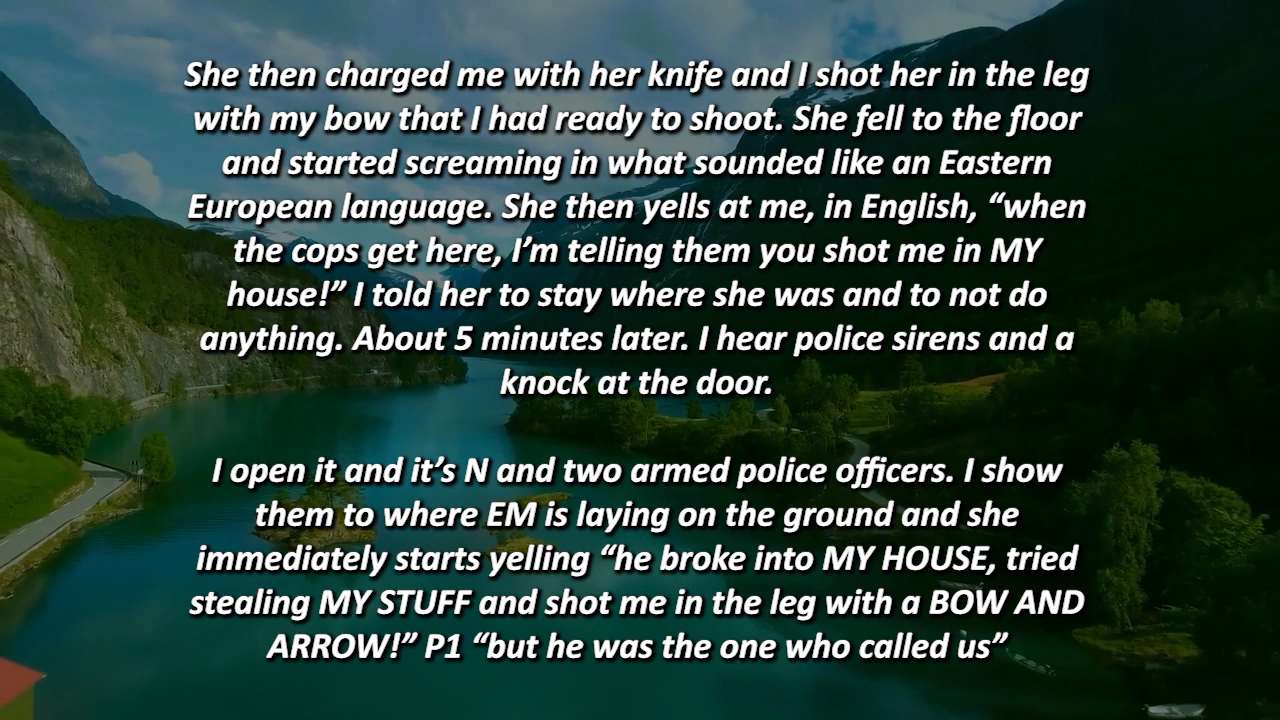 She then charged me with her knife and I shot her in the leg
with my bow that I had ready to shoot. She fell to the floor
and started screaming in what sounded like an Eastern
European language. She then yells at me, in English, “when
the cops get here, I’m telling them you shot me in MY
house!” I told her to stay where she was and to not do
anything. About 5 minutes later. I hear police sirens and a
knock at the door.
I open it and it’s N and two armed police officers. I show
them to where EM is laying on the ground and she
immediately starts yelling “he broke into MY HOUSE, tried
stealing MY STUFF and shot me in the leg with a BOW AND
ARROW!” P1 “but he was the one who called us”